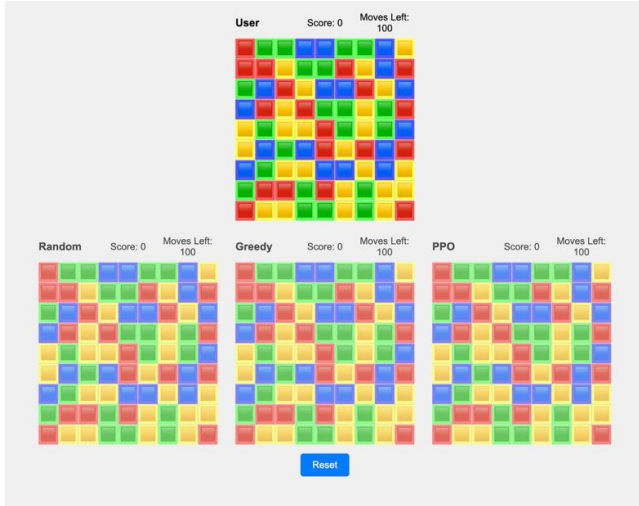 User Score: 0 Moves Left:
100
Random Score: 0 Moves Left:
100
Greedy Score: 0 Moves Left:
100
PPO Score: 0 Moves Left:
100
Reset